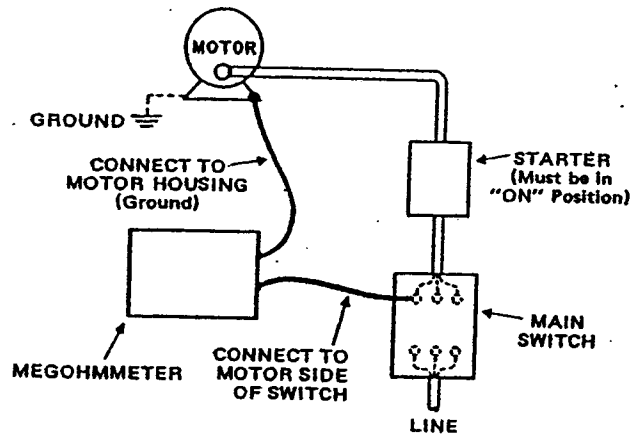 MOTOR
GROUND
CONNECT TO
MOTOR HOUSING
(Ground)
STARTER
(Must be in
"ON" Position)
MAIN
SWITCH
MEGOHMMETER
CONNECT TO
MOTOR SIDE
OF SWITCH
LINE